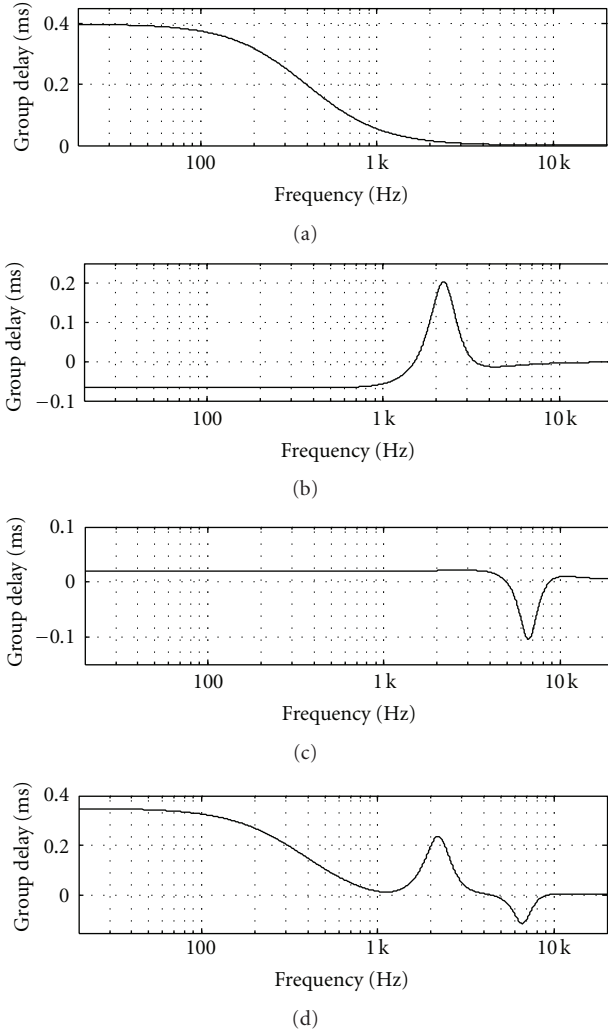 Group delay (ms)
0.4
0.2
0
100
1 k
10 k
Frequency (Hz)
(a)
Group delay (ms)
0.2
0.1
0
−0.1
100
1 k
10 k
Frequency (Hz)
(b)
Group delay (ms)
0.1
0
−0.1
100
1 k
10 k
Frequency (Hz)
(c)
Group delay (ms)
0.4
0.2
0
100
1 k
10 k
Frequency (Hz)
(d)